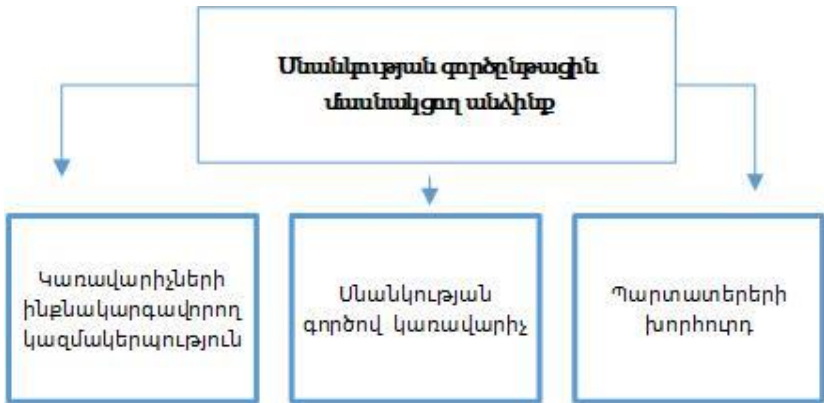 Սնանկության գործընթացին
մասնակցող անձինք
Կառավարիչների
ինքնակարգավորող
կազմակերպություն
Սնանկության
գործով կառավարիչ
Պարտատերերի
խորհուրդ